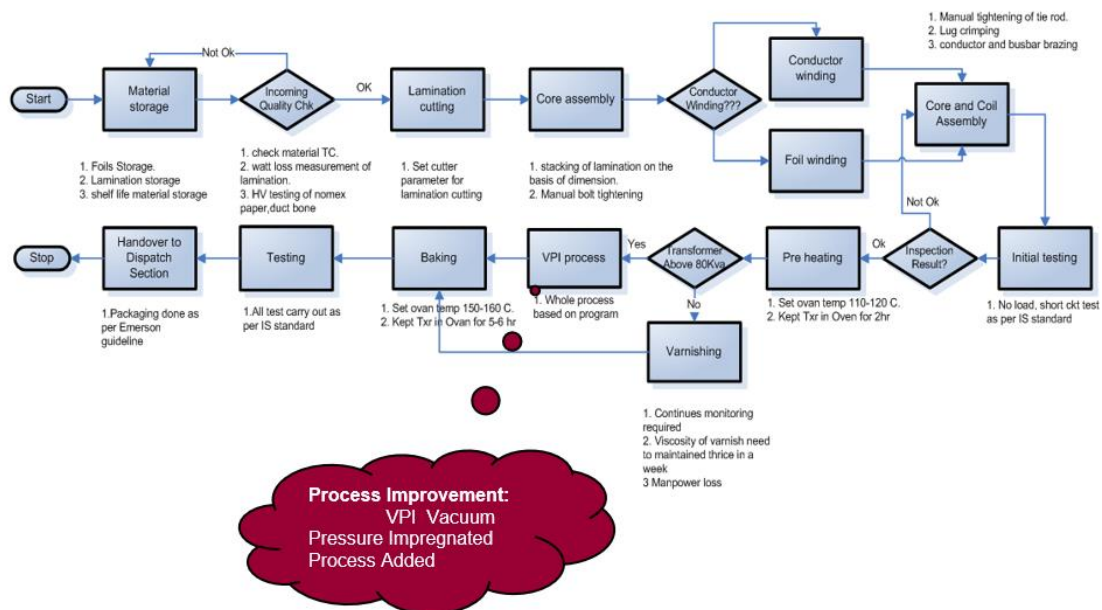 Start
Material
storage
Not Ok
Incoming
Quality Chk
OK
Lamination
cutting
Core assembly
Conductor
Winding???
Conductor
winding
Foil winding
1. Manual tightening of tie rod.
2. Lug crimping
3. conductor and busbar brazing
Core and Coil
Assembly
1. Foils Storage.
2. Lamination storage
3. shelf life material storage
1. check material TC.
2. watt loss measurement of
lamination.
3. HV testing of nomex
paper,duct bone
1. Set cutter
parameter for
lamination cutting
1. stacking of lamination on the
basis of dimension.
2. Manual bolt tightening
Not Ok
Stop
Handover to
Dispatch
Section
Testing
Baking
VPI process
Yes
Transformer
Above 80Kva
No
Pre heating
Ok
Inspection
Result?
Initial testing
1.Packaging done as
per Emerson
guideline
1.All test carry out as
per IS standard
1. Set ovan temp 150-160 C.
2. Kept Txr in Ovan for 5-6 hr
1. Whole process
based on program
1. Set oven temp 110-120 C.
2. Kept Txr in Oven for 2hr
1. No load, short ckt test
as per IS standard
Varnishing
1. Continues monitoring
required
2. Viscosity of varnish need
to maintained thrice in a
week
3 Manpower loss
Process Improvement:
VPI Vacuum
Pressure Impregnated
Process Added